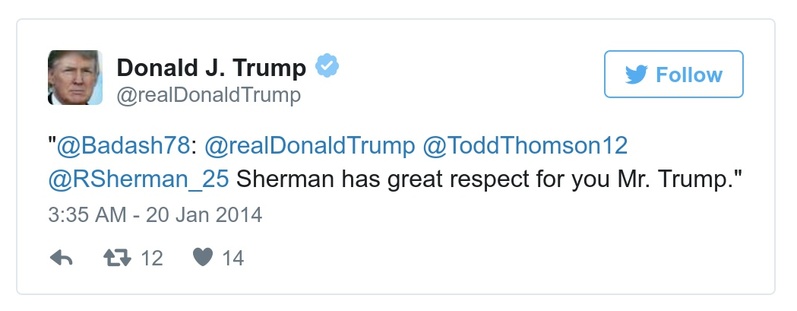 Donald J. Trump
@realDonaldTrump
Follow
"@Badash78: @realDonaldTrump @ToddThomson12
@RSherman_25 Sherman has great respect for you Mr. Trump."
3:35 AM - 20 Jan 2014
12 14